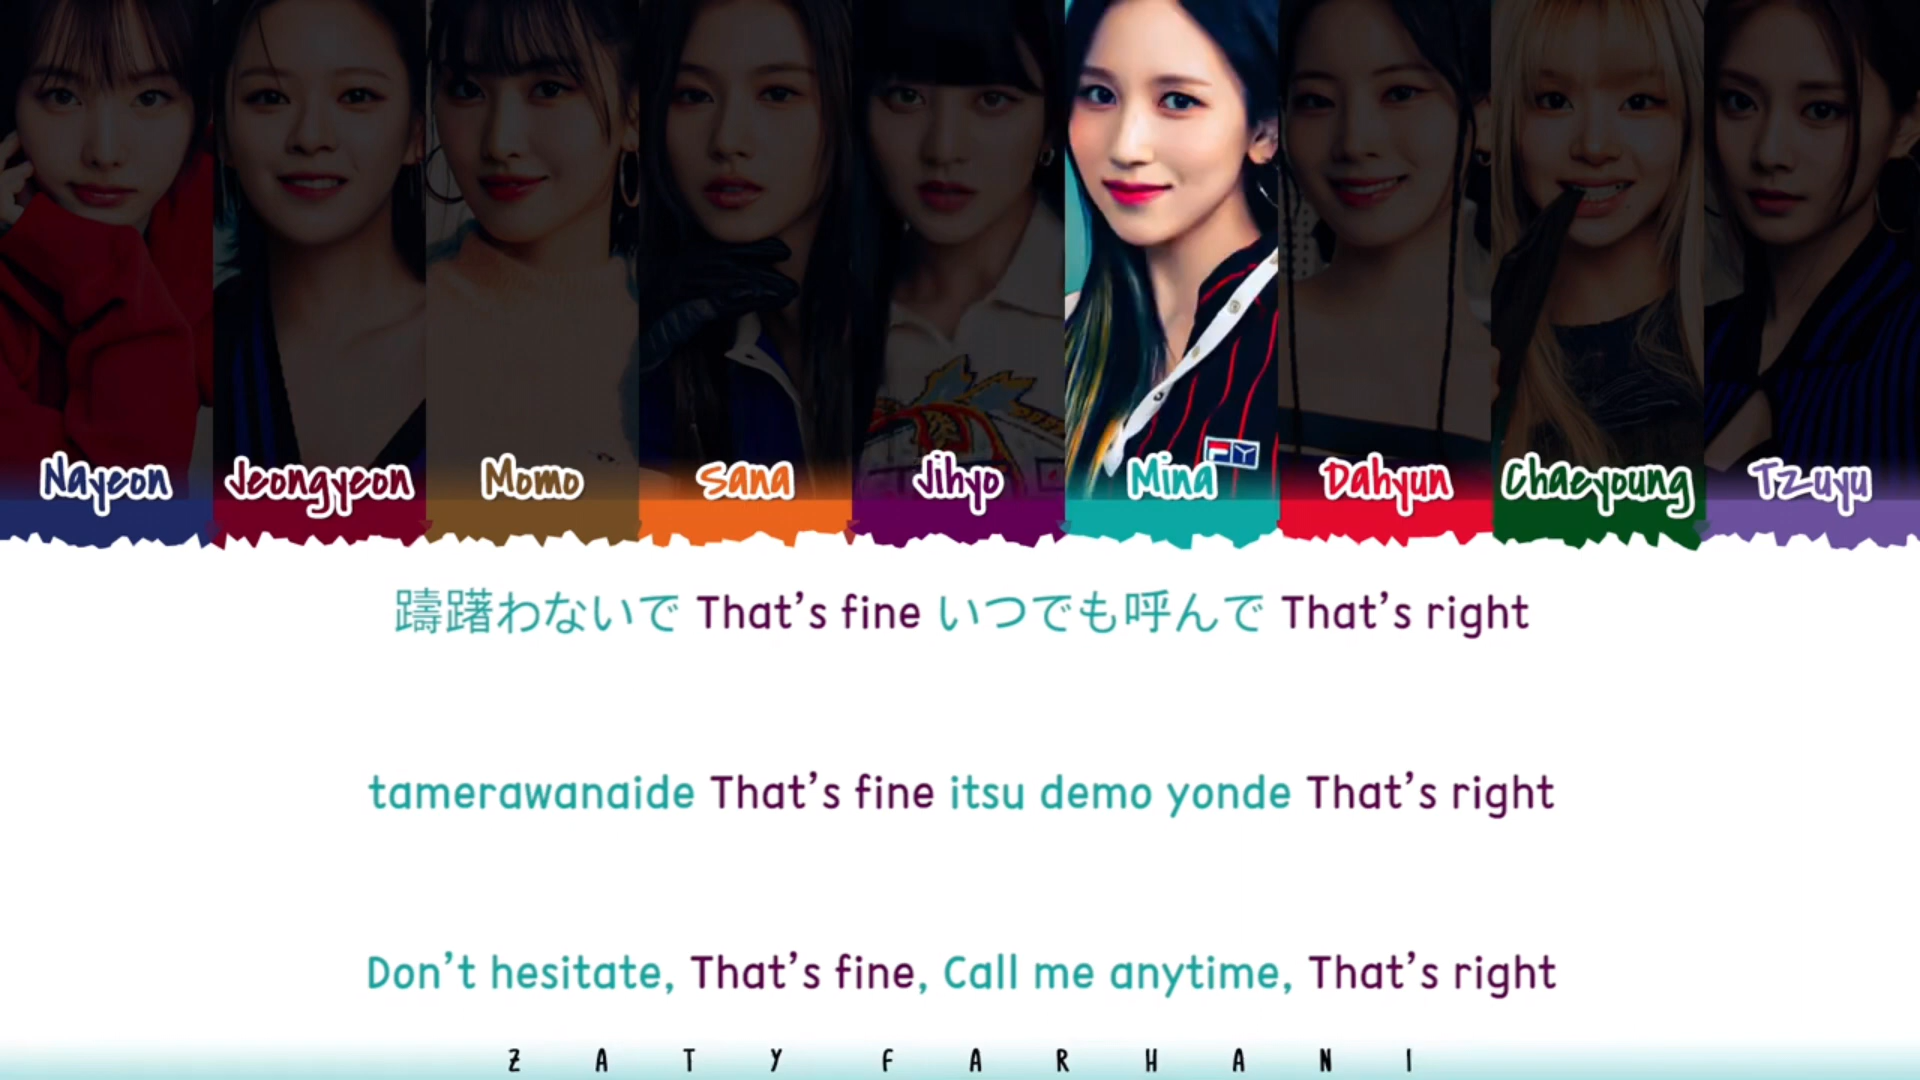 Nayeon Jeongyeon Momo Sana Jihyo Mina Dahyun Chaeyoung Tzuyu
躊躇わないで That's fine いつでも呼んで That's right
tamerawanaide That's fine itsu demo yonde That's right
Don't hesitate, That's fine, Call me anytime, That's right
ZATY FARHANI